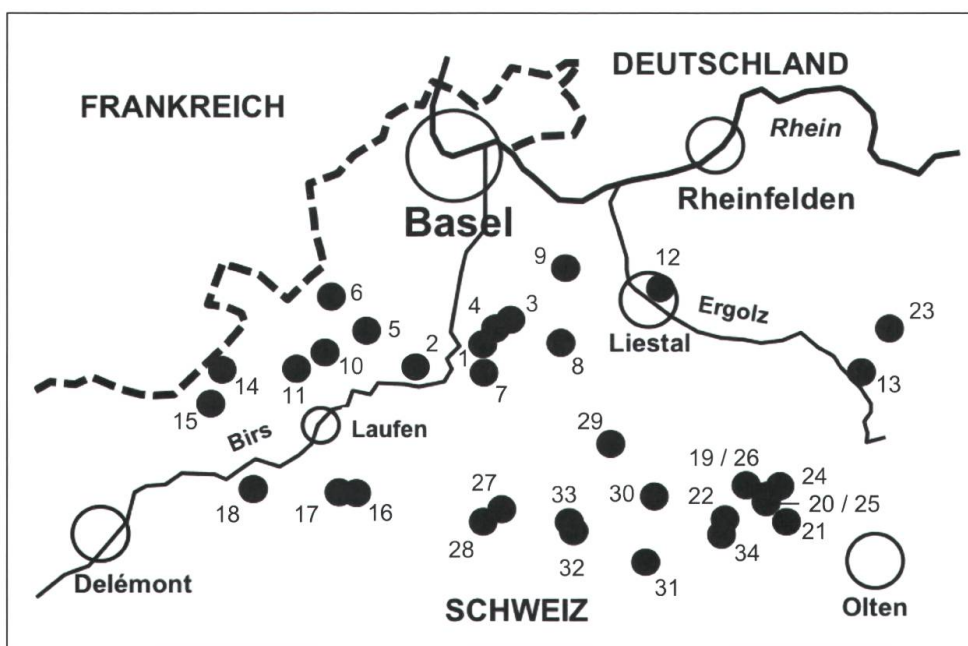 DEUTSCHLAND
FRANKREICH
Rhein
Basel
Rheinfelden
9
12
6
4
3
Ergolz
23
5
2
Liestal
10
1
8
14
11
7
13
15
Birs
Laufen
29
19 / 26
24
27
33
30
22
20 / 25
18
17
16
21
28
34
32
31
Delémont
SCHWEIZ
Olten